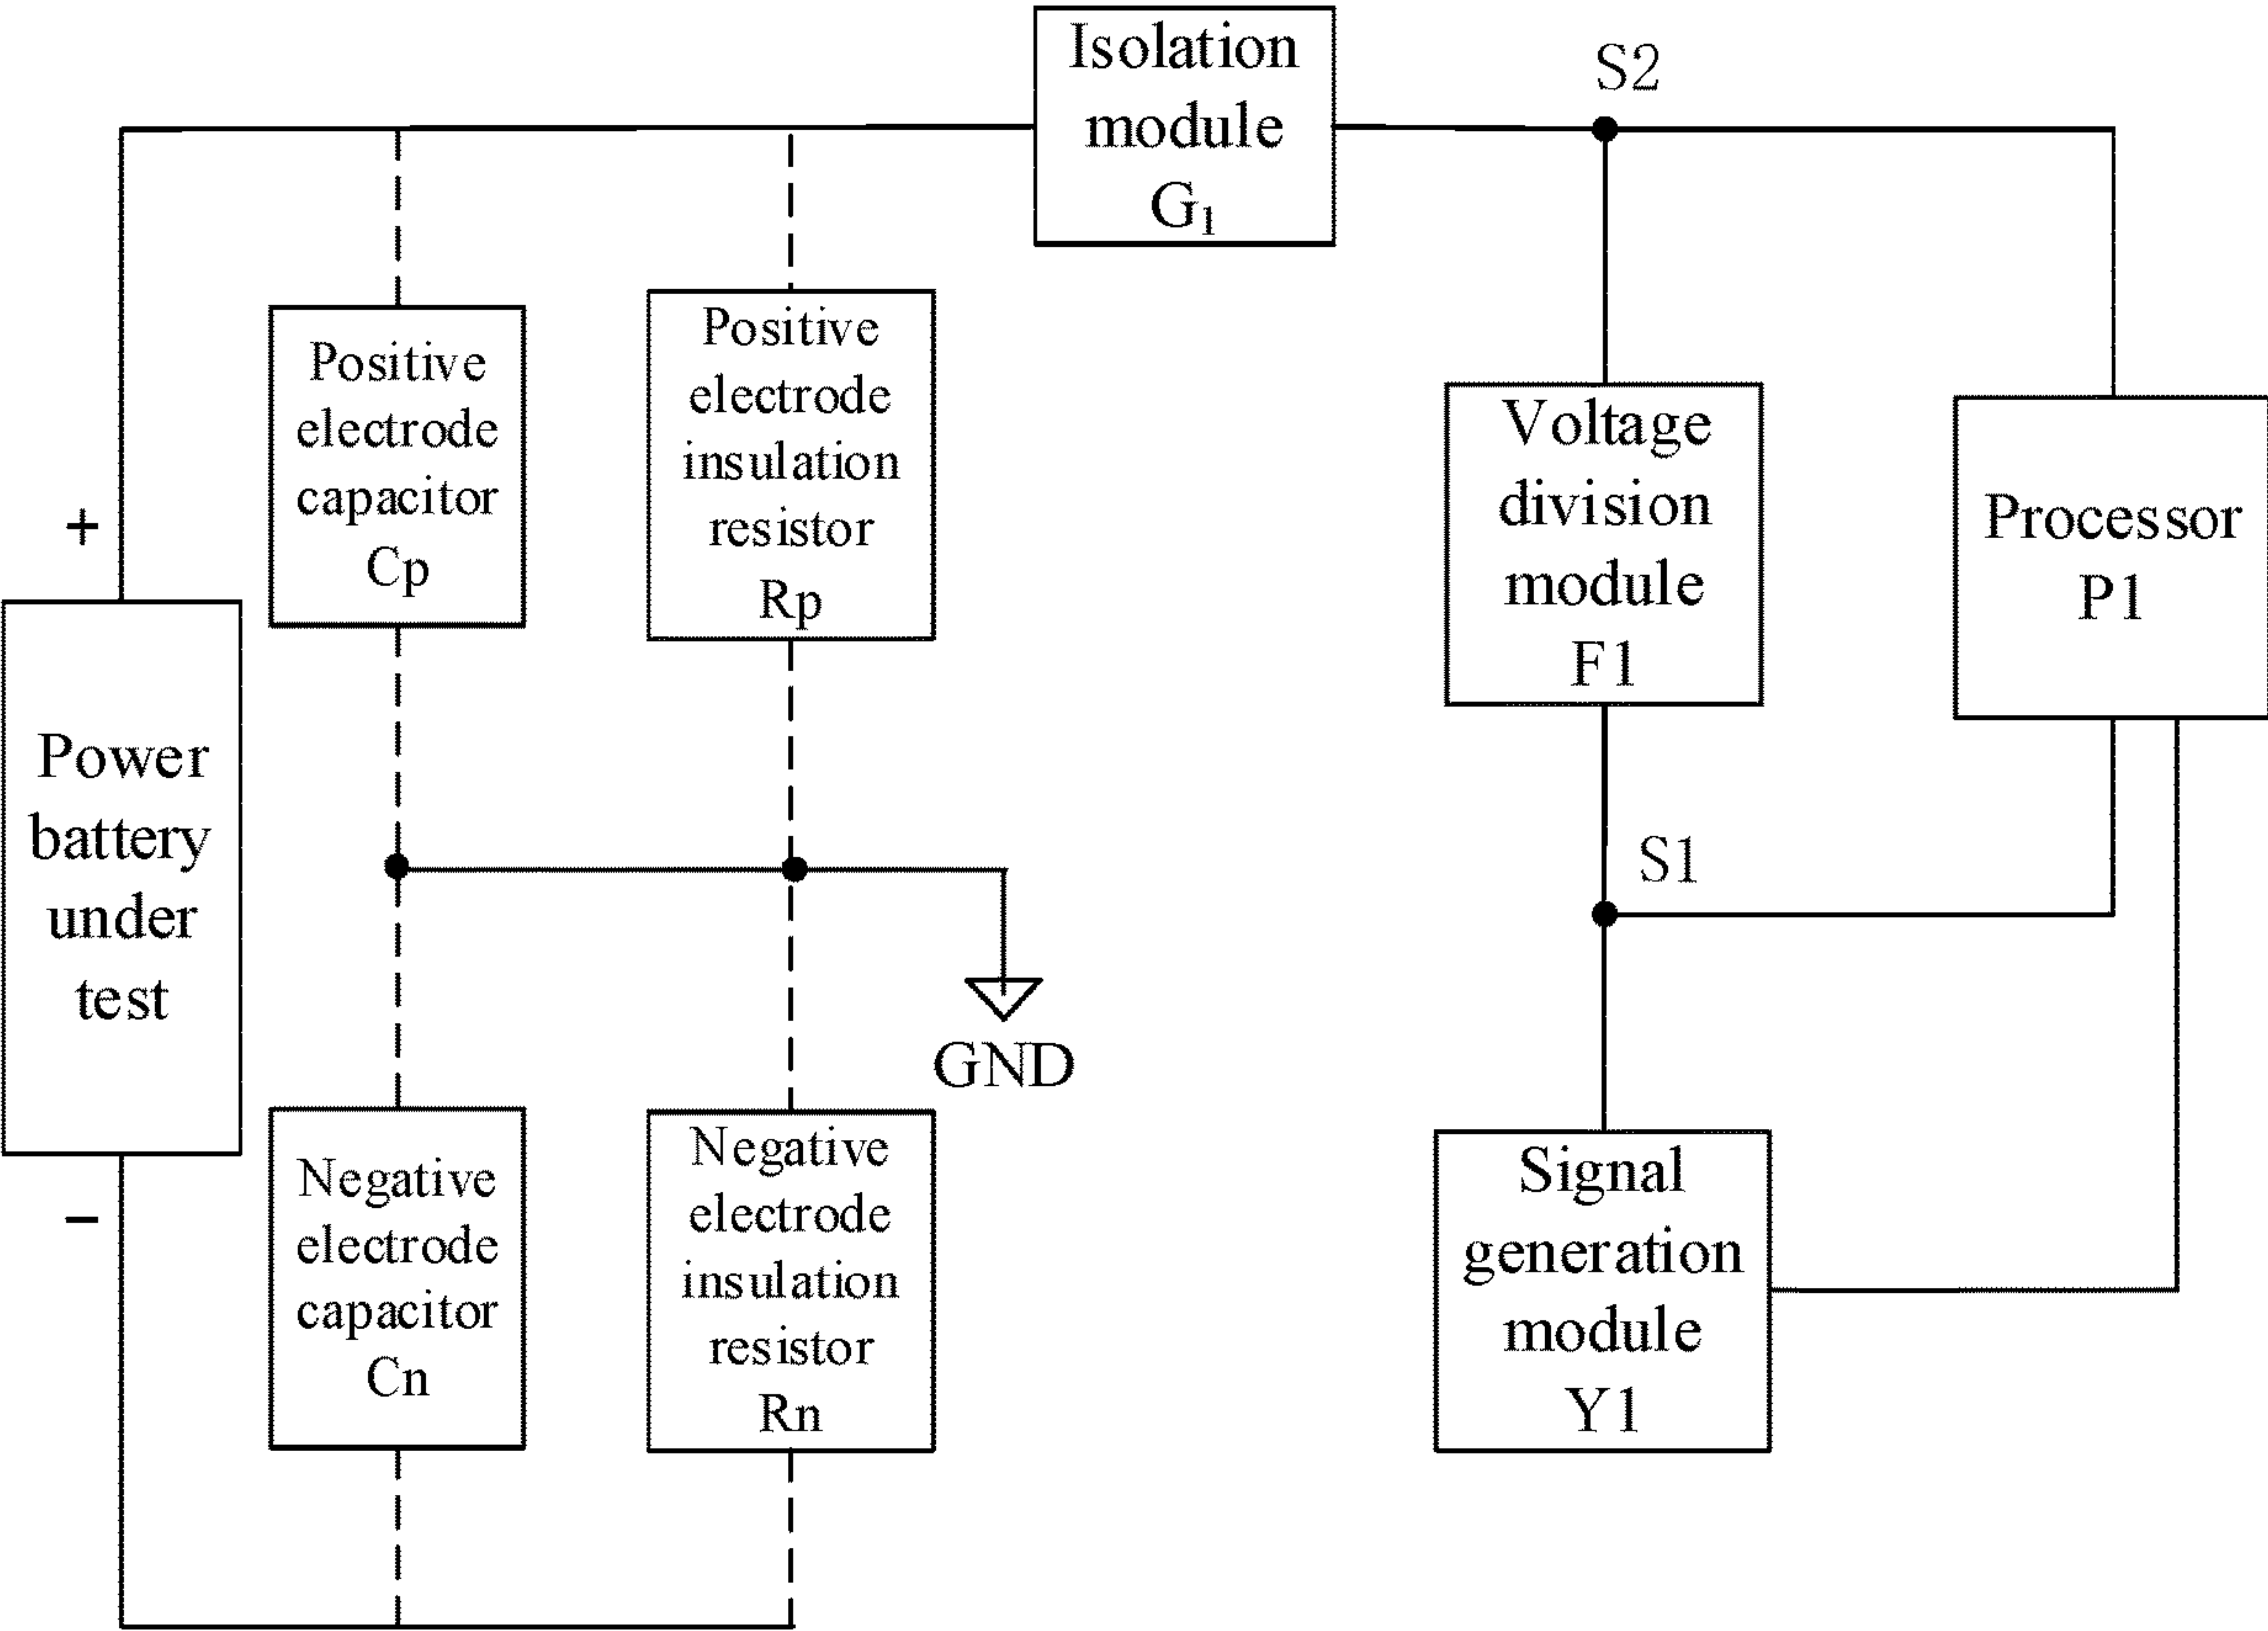 Isolation
module
G₁
S2
Positive
electrode
capacitor
Cp
Positive
electrode
insulation
resistor
Rp
Voltage
division
module
F1
Processor
P1
+
Power
battery
under
test
−
S1
GND
Negative
electrode
capacitor
Cn
Negative
electrode
insulation
resistor
Rn
Signal
generation
module
Y1